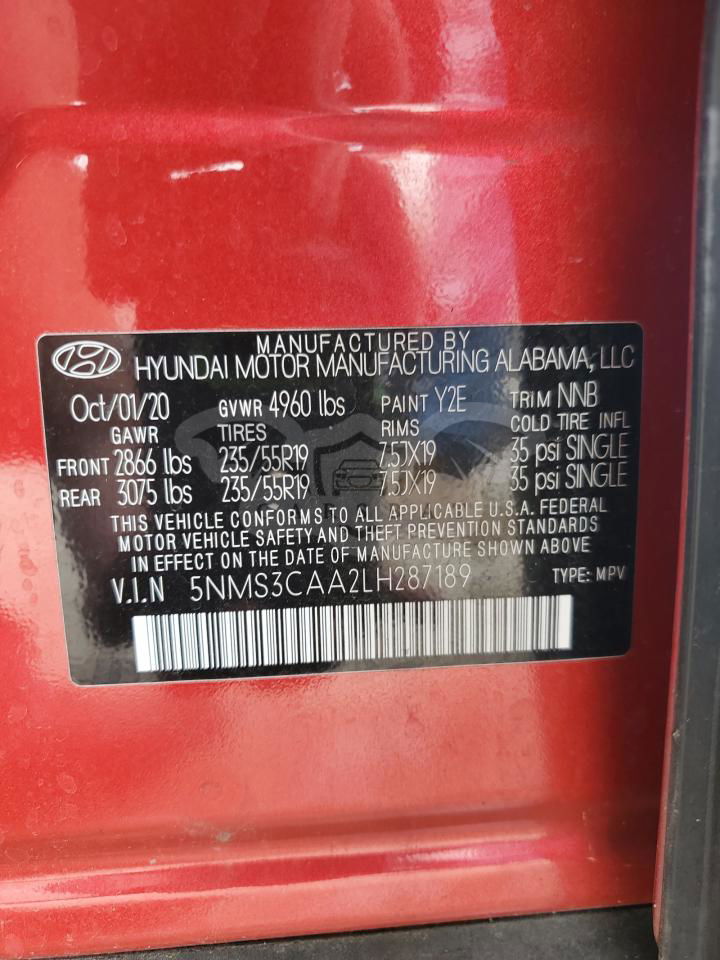 MANUFACTURED BY
HYUNDAI MOTOR MANUFACTURING ALABAMA, LLC
Oct/01/20 GVWR 4960 lbs PAINT Y2E TRIM NNB
GAWR TIRES RIMS COLD TIRE INFL
FRONT 2866 lbs 235/55R19 7.5JX19 35 psi SINGLE
REAR 3075 lbs 235/55R19 7.5JX19 35 psi SINGLE
THIS VEHICLE CONFORMS TO ALL APPLICABLE U.S.A. FEDERAL
MOTOR VEHICLE SAFETY AND THEFT PREVENTION STANDARDS
IN EFFECT ON THE DATE OF MANUFACTURE SHOWN ABOVE
V.I.N 5NMS3CAA2LH287189 TYPE: MPV